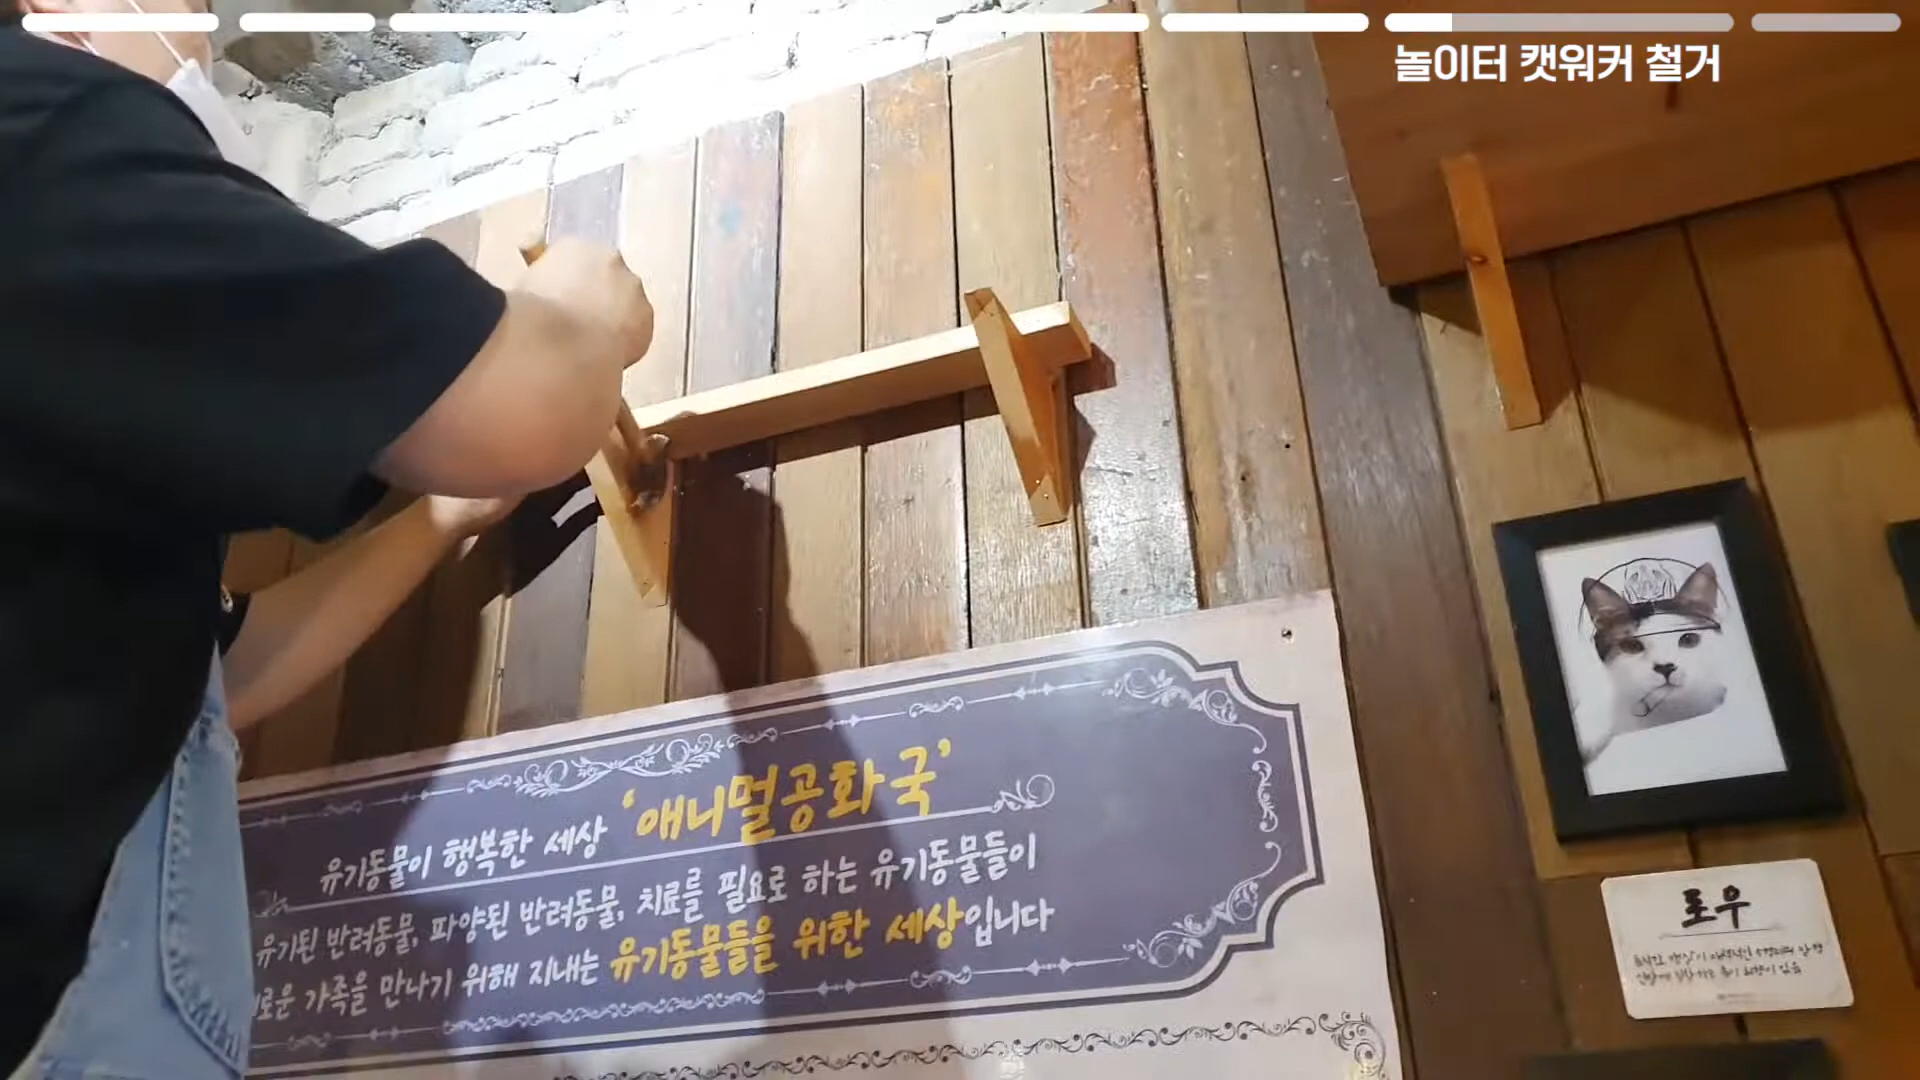 놀이터 캣워커 철거
유기동물이 행복한 세상 '애니멀공화국'
유기된 반려동물, 파양된 반려동물, 치료를 필요로 하는 유기동물들이
로운 가족을 만나기 위해 지내는 유기동물들을 위한 세상입니다
로우